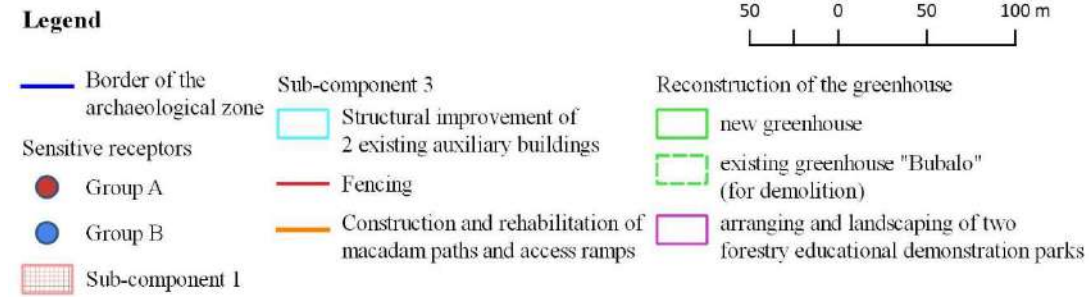 Legend
50 0 50 100 m
Border of the
archaeological zone
Sensitive receptors
Group A
Group B
Sub-component 1
Sub-component 3
Structural improvement of
2 existing auxiliary buildings
Fencing
Construction and rehabilitation of
macadam paths and access ramps
Reconstruction of the greenhouse
new greenhouse
existing greenhouse "Bubalo"
(for demolition)
arranging and landscaping of two
forestry educational demonstration parks